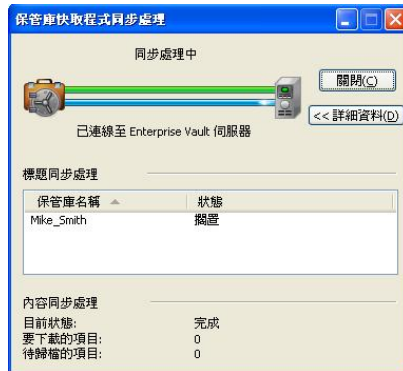 保管庫快取程式同步處理
同步處理中
關閉(C)
<< 詳細資料(D)
已連線至 Enterprise Vault 伺服器
標題同步處理
保管庫名稱 狀態
Mike_Smith 擱置
內容同步處理
目前狀態: 完成
要下載的項目: 0
待歸檔的項目: 0